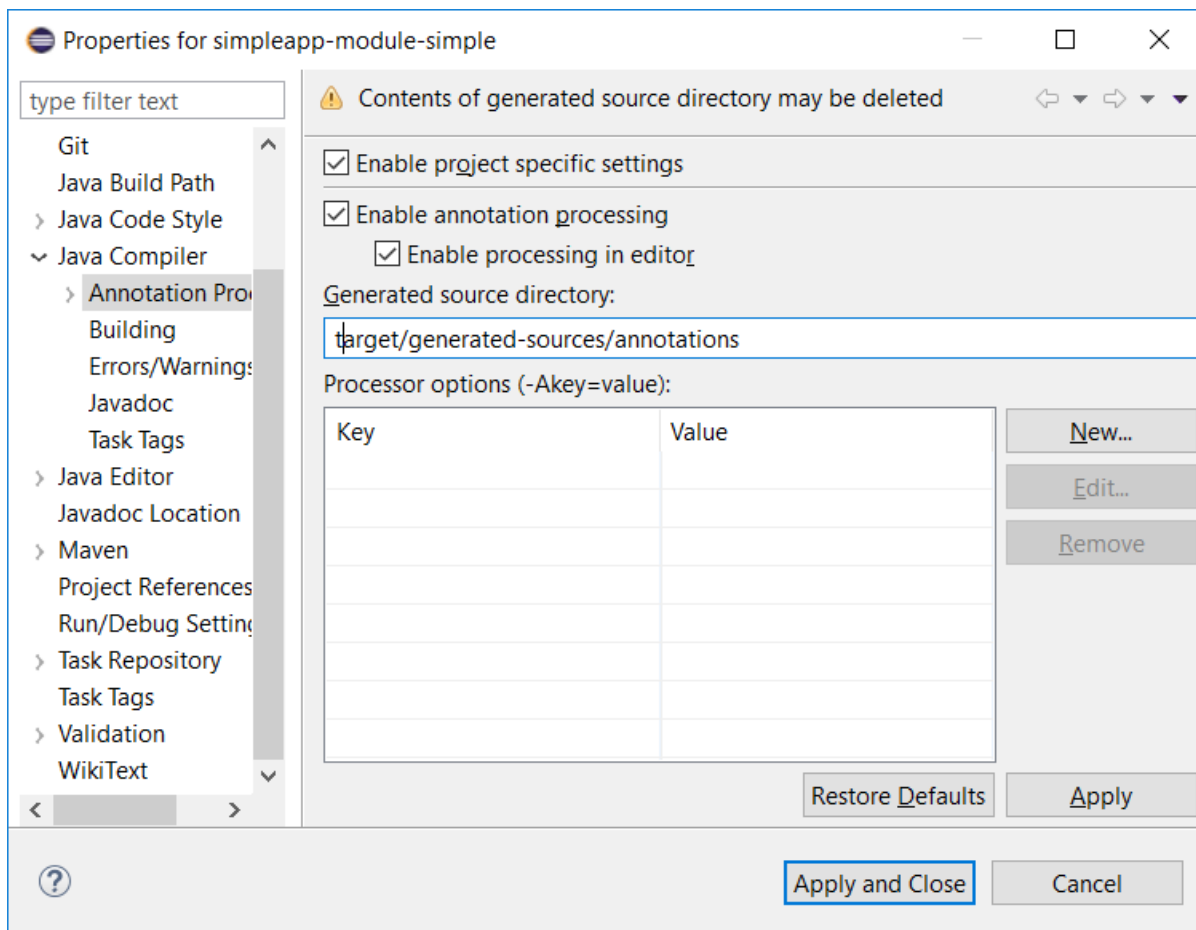 Properties for simpleapp-module-simple
type filter text
Git
Java Build Path
Java Code Style
Java Compiler
Annotation Pro
Building
Errors/Warnings
Javadoc
Task Tags
Java Editor
Javadoc Location
Maven
Project References
Run/Debug Setting
Task Repository
Task Tags
Validation
WikiText
Contents of generated source directory may be deleted
Enable project specific settings
Enable annotation processing
Enable processing in editor
Generated source directory:
target/generated-sources/annotations
Processor options (-Akey=value):
Key Value
New...
Edit...
Remove
Restore Defaults Apply
? Apply and Close Cancel